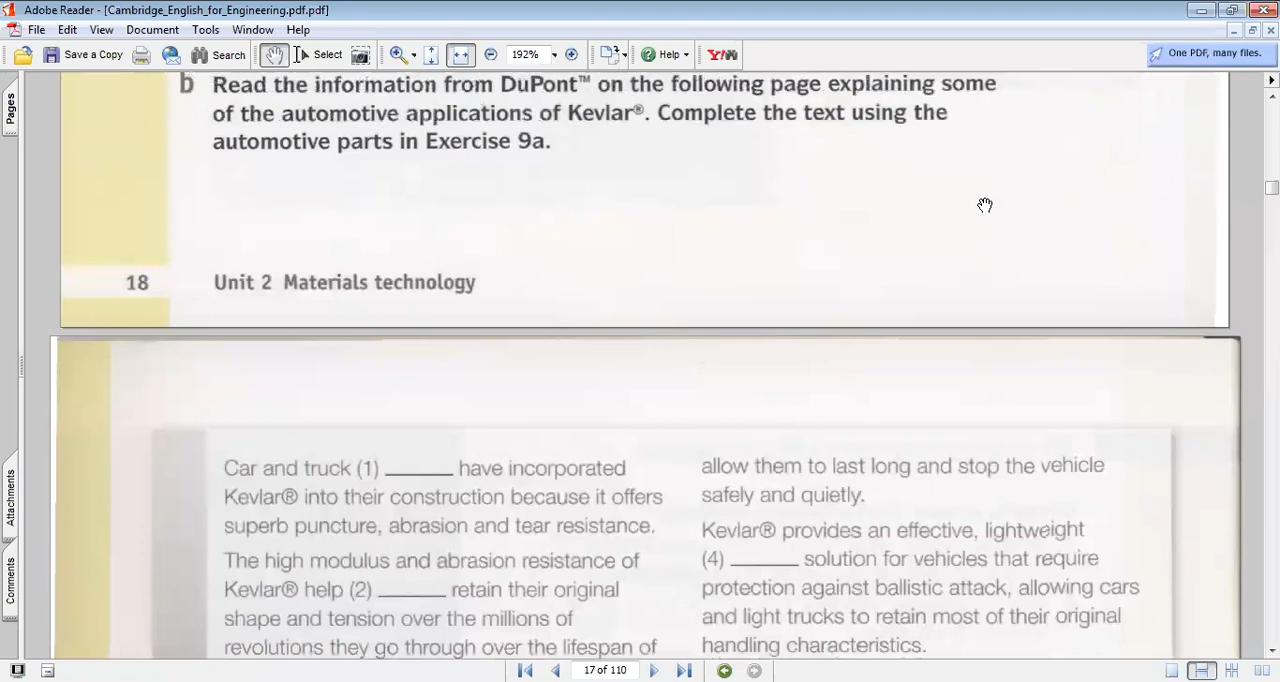 Adobe Reader - [Cambridge_English_for_Engineering.pdf.pdf]
File Edit View Document Tools Window Help
Save a Copy Search Select 192% Help Y! One PDF, many files.
Pages
b Read the information from DuPont™ on the following page explaining some
of the automotive applications of Kevlar®. Complete the text using the
automotive parts in Exercise 9a.
18 Unit 2 Materials technology
Car and truck (1) ________ have incorporated
Kevlar® into their construction because it offers
superb puncture, abrasion and tear resistance.
The high modulus and abrasion resistance of
Kevlar® help (2) ________ retain their original
shape and tension over the millions of
revolutions they go through over the lifespan of
allow them to last long and stop the vehicle
safely and quietly.
Kevlar® provides an effective, lightweight
(4) ________ solution for vehicles that require
protection against ballistic attack, allowing cars
and light trucks to retain most of their original
handling characteristics.
Attachments
Comments
17 of 110